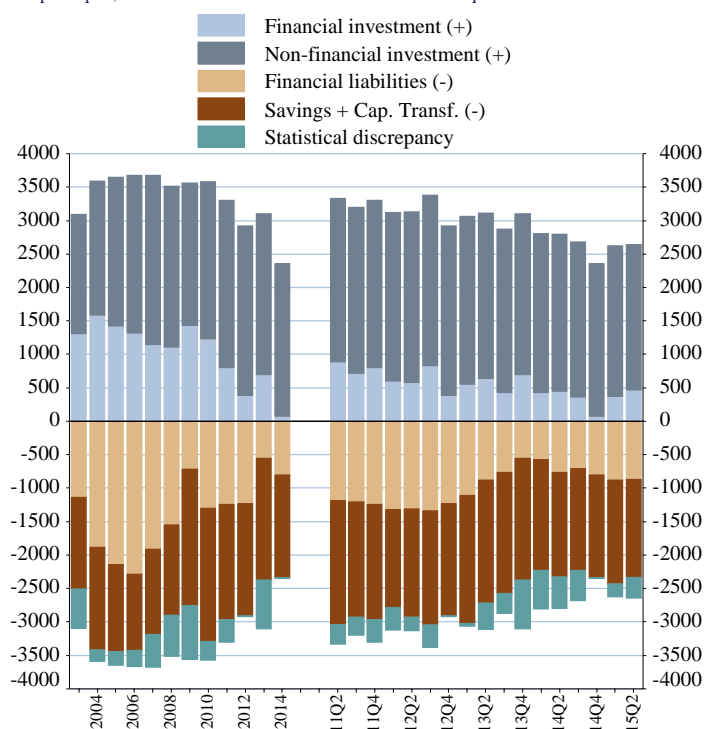 Financial investment (+)
Non-financial investment (+)
Financial liabilities (-)
Savings + Cap. Transf. (-)
Statistical discrepancy
4000 4000
3500 3500
3000 3000
2500 2500
2000 2000
1500 1500
1000 1000
500 500
0 0
-500 -500
-1000 -1000
-1500 -1500
-2000 -2000
-2500 -2500
-3000 -3000
-3500 -3500
-4000 -4000
2004 2006 2008 2010 2012 2014 11Q2 11Q4 12Q2 12Q4 13Q2 13Q4 14Q2 14Q4 15Q2